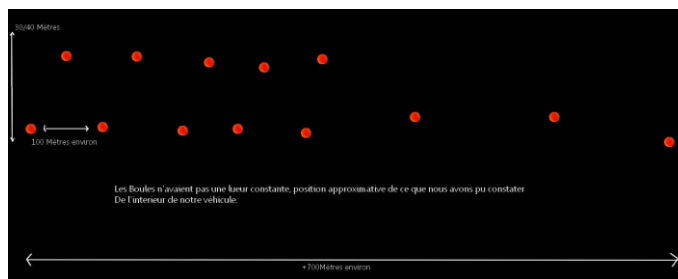 30/40 Mètres
100 Mètres environ
Les Boules n'avaient pas une lueur constante, position approximative de ce que nous avons pu constater
De l'interieur de notre véhicule.
+700Mètres environ